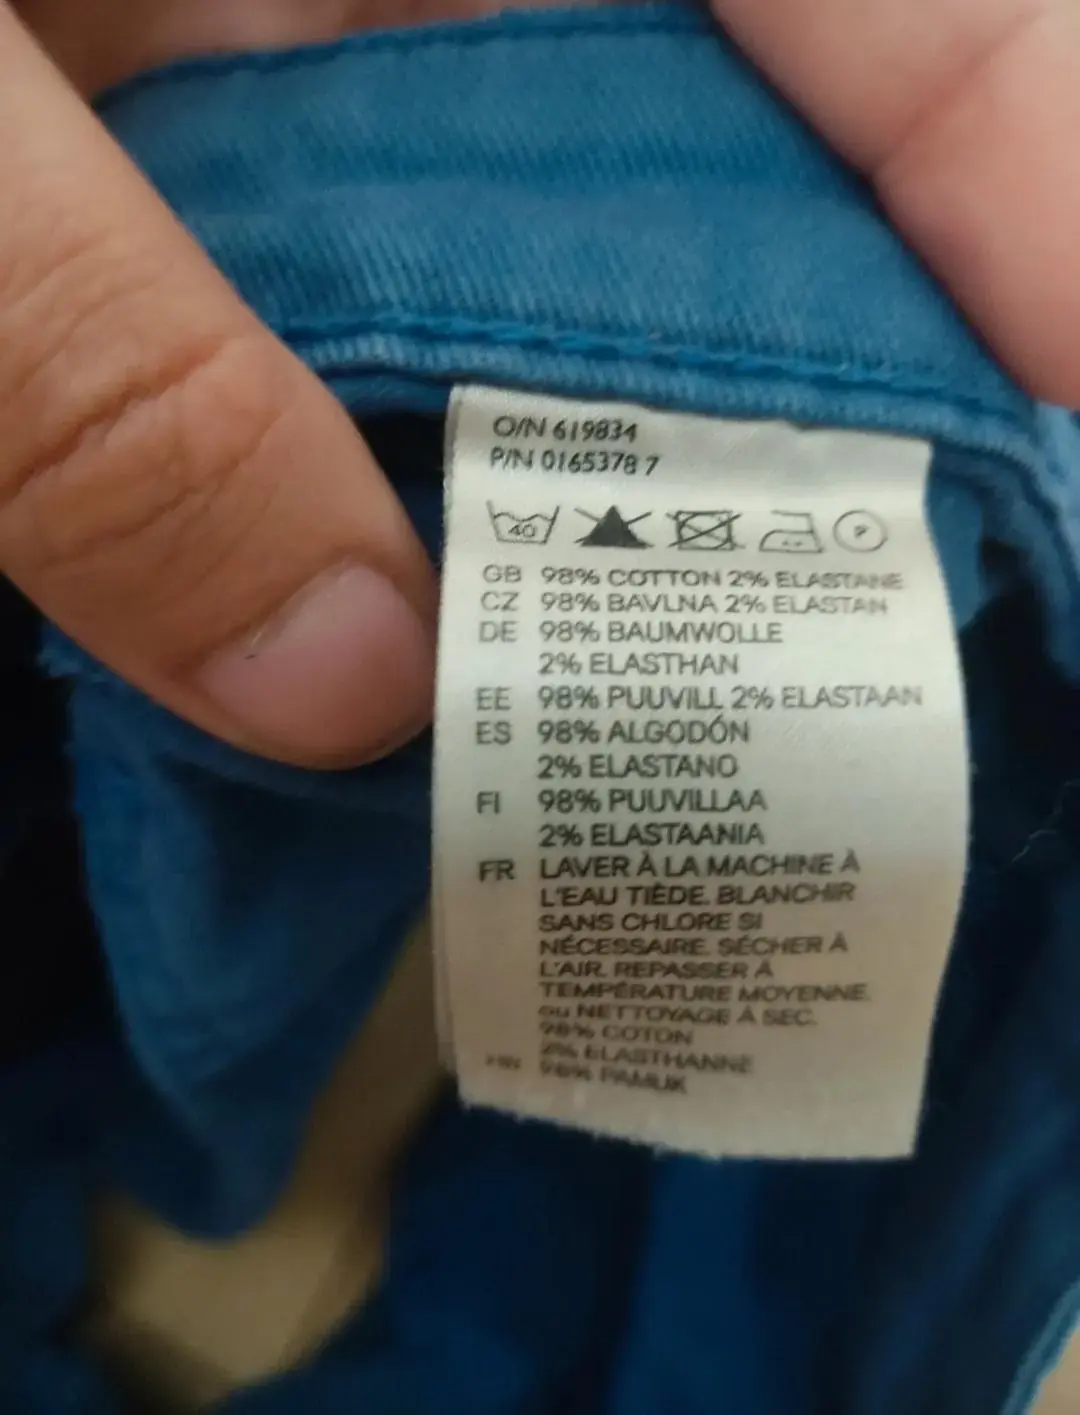 O/N 619834
P/N 0165378 7
40
P
GB 98% COTTON 2% ELASTANE
CZ 98% BAVLNA 2% ELASTAN
DE 98% BAUMWOLLE
2% ELASTHAN
EE 98% PUUVILL 2% ELASTAAN
ES 98% ALGODÓN
2% ELASTANO
FI 98% PUUVILLAA
2% ELASTAANIA
FR LAVER À LA MACHINE À
L'EAU TIÈDE. BLANCHIR
SANS CHLORE SI
NÉCESSAIRE. SÉCHER À
L'AIR. REPASSER À
TEMPÉRATURE MOYENNE.
ou NETTOYAGE À SEC.
98% COTON
2% ELASTHANNE
98% PAMUK